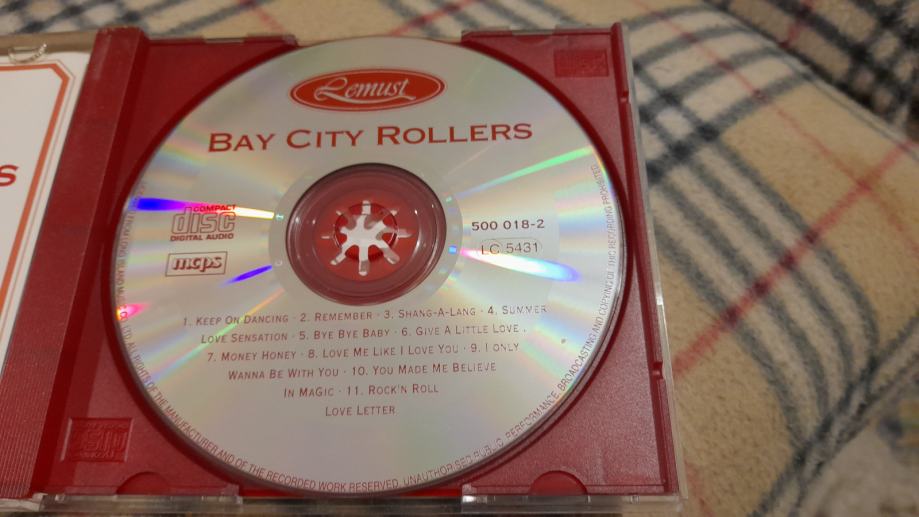 S
Lemust
BAY CITY ROLLERS
COMPACT
disc
DIGITAL AUDIO
mcps
500 018-2
LC 5431
1. KEEP ON DANCING · 2. REMEMBER · 3. SHANG-A-LANG · 4. SUMMER
LOVE SENSATION · 5. BYE BYE BABY · 6. GIVE A LITTLE LOVE .
7. MONEY HONEY · 8. LOVE ME LIKE I LOVE YOU · 9. I ONLY
WANNA BE WITH YOU · 10. YOU MADE ME BELIEVE
IN MAGIC · 11. ROCK'N ROLL
LOVE LETTER
LTD. ALL RIGHTS OF THE MANUFACTURER AND OF THE RECORDED WORK RESERVED. UNAUTHORISED PUBLIC PERFORMANCE, BROADCASTING AND COPYING OF THIS RECORDING PROHIBITED.